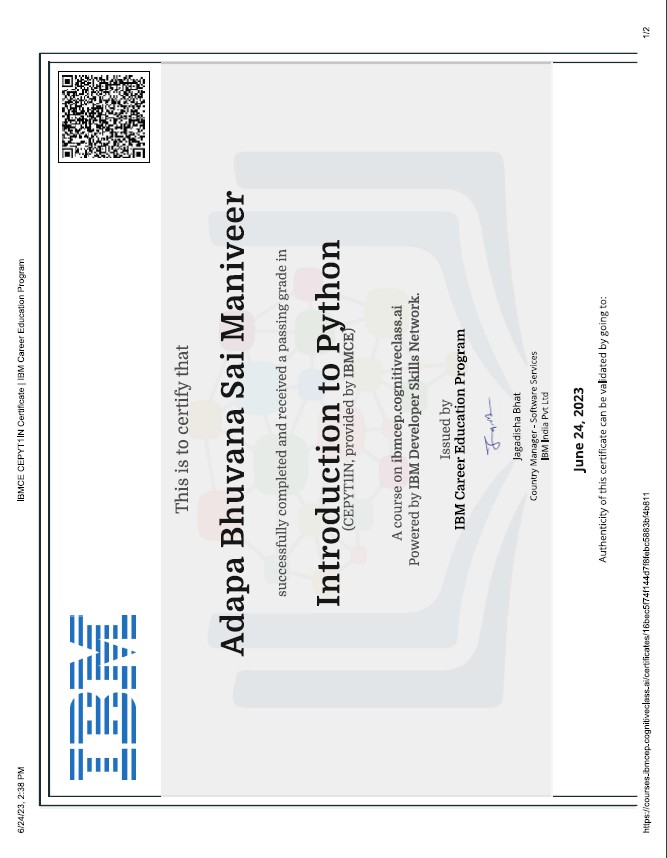 6/24/23, 2:38 PM
IBMCE CEPYT1IN Certificate | IBM Career Education Program
IBM
This is to certify that
Adapa Bhuvana Sai Maniveer
successfully completed and received a passing grade in
Introduction to Python
(CEPYT1IN, provided by IBMCE)
A course on ibmcep.cognitiveclass.ai
Powered by IBM Developer Skills Network.
Issued by
IBM Career Education Program
Jagadisha Bhat
Country Manager - Software Services
IBM India Pvt Ltd
June 24, 2023
Authenticity of this certificate can be validated by going to:
https://courses.ibmcep.cognitiveclass.ai/certificates/16bec5f74f144d7f8febc5883bf4b811
1/2